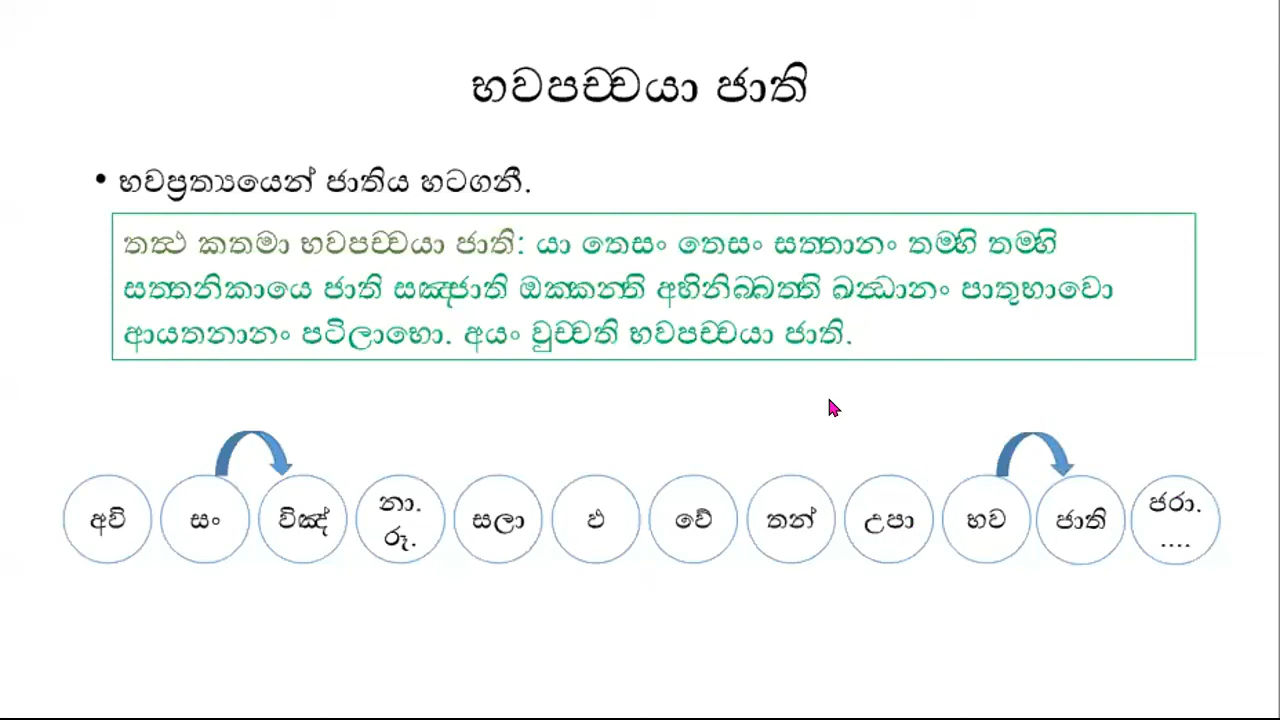 භවපච්චයා ජාති
• භවප්‍රත්‍යයෙන් ජාතිය හටගනී.
තත්‍ථ කතමා භවපච්චයා ජාති: යා තෙසං තෙසං සත්තානං තම්හි තම්හි
සත්තනිකායෙ ජාති සඤ්ජාති ඔක්කන්ති අභිනිබ්බත්ති ඛන්‍ධානං පාතුභාවො
ආයතනානං පටිලාභො. අයං වුච්චති භවපච්චයා ජාති.
අවි සං විඤ් නා. රූ. සලා ඵ වේ තන් උපා භව ජාති ජරා. ....